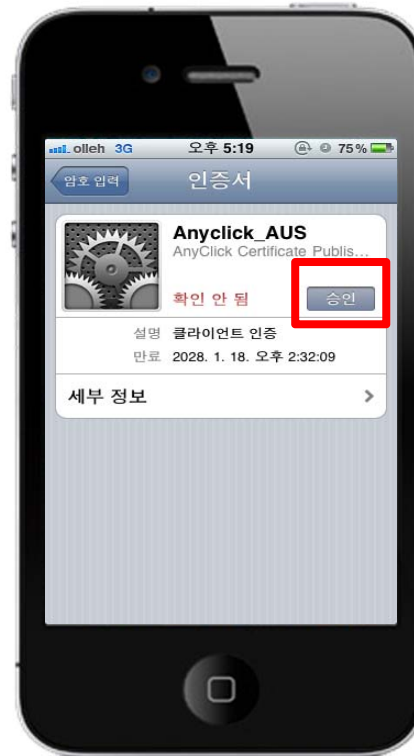 olleh 3G 오후 5:19 75%
암호 입력 인증서
Anyclick_AUS
AnyClick Certificate Publis...
확인 안 됨 승인
설명 클라이언트 인증
만료 2028. 1. 18. 오후 2:32:09
세부 정보